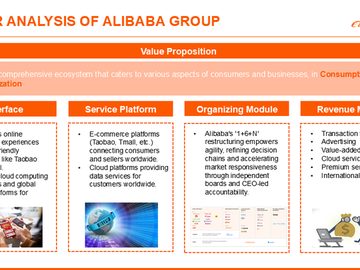 R ANALYSIS OF ALIBABA GROUP
Value Proposition
comprehensive ecosystem that caters to various aspects of consumers and businesses, in Consumpt
zation
erface
Service Platform
Organizing Module
Revenue M
s online
experiences
iendly
like Taobao
l.
loud computing
s and global
forms for
• E-commerce platforms
(Taobao, Tmall, etc.)
connecting consumers
and sellers worldwide.
• Cloud platforms providing
data services for
customers worldwide.
• Alibaba's '1+6+N'
restructuring empowers
agility, refining decision
chains and accelerating
market responsiveness
through independent
boards and CEO-led
accountability.
• Transaction
• Advertising
• Value-added
• Cloud servic
• Premium se
• International